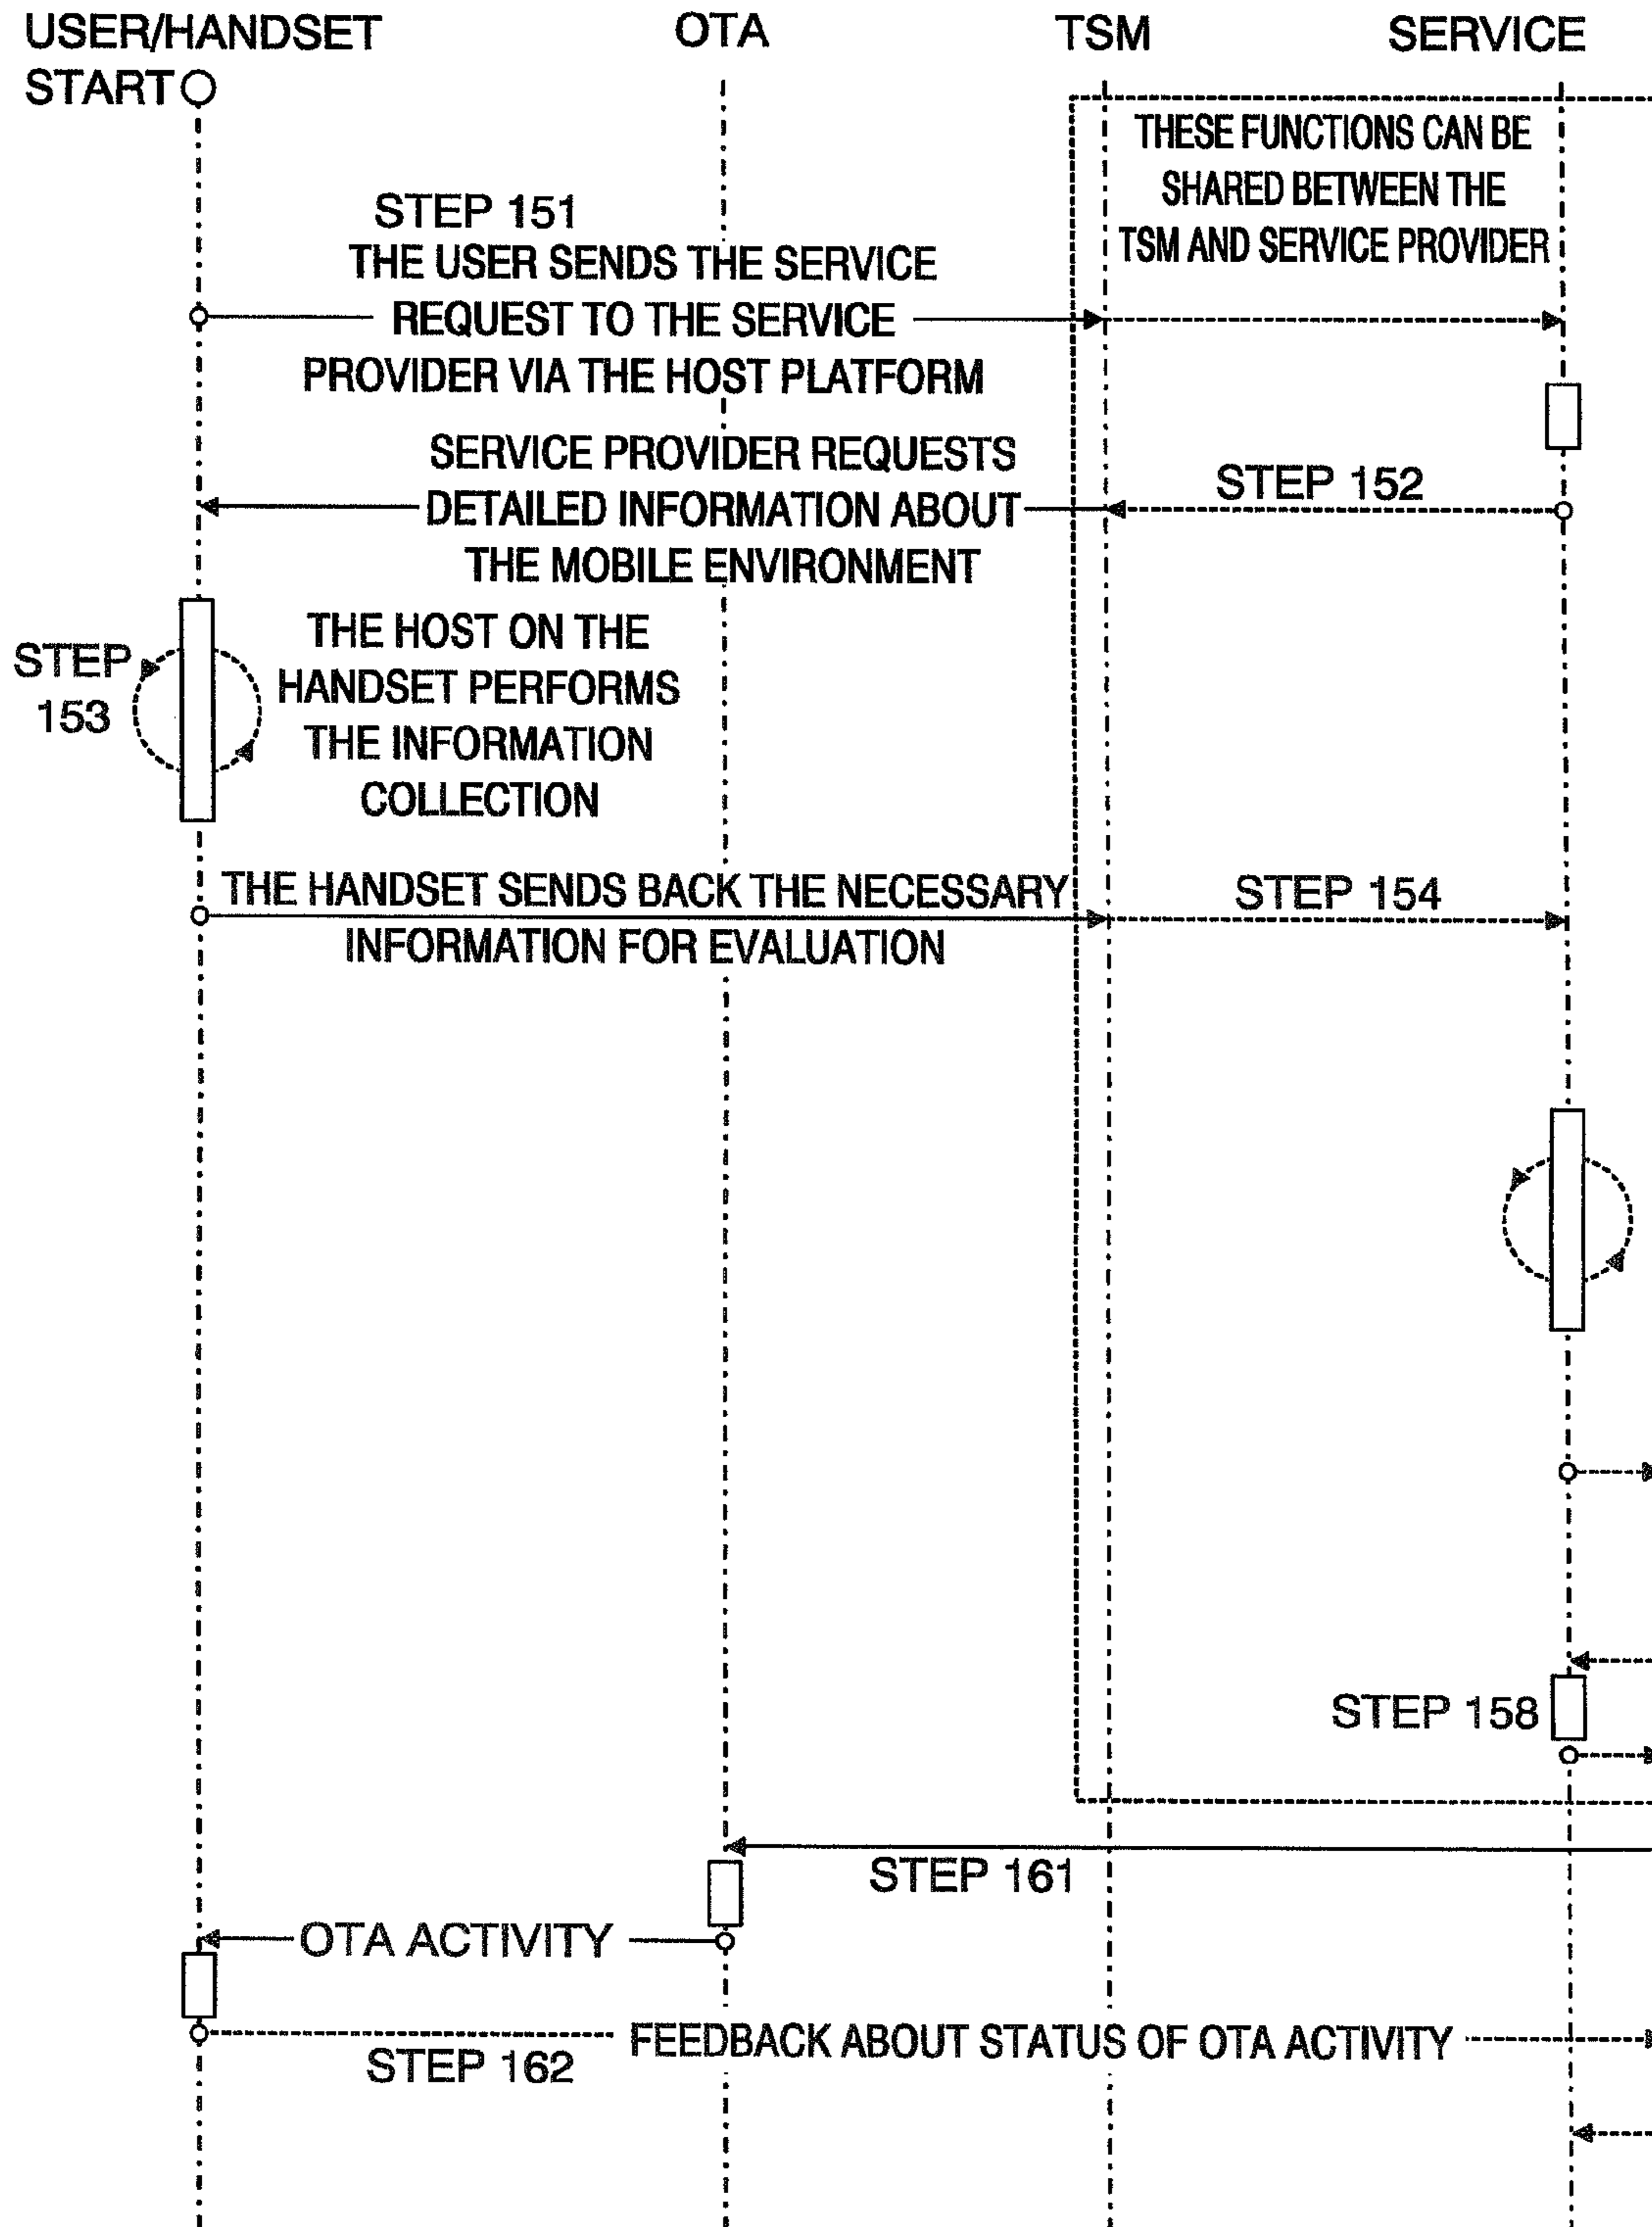 USER/HANDSET
OTA
TSM
SERVICE
START
THESE FUNCTIONS CAN BE
SHARED BETWEEN THE
TSM AND SERVICE PROVIDER
STEP 151
THE USER SENDS THE SERVICE
REQUEST TO THE SERVICE
PROVIDER VIA THE HOST PLATFORM
SERVICE PROVIDER REQUESTS
DETAILED INFORMATION ABOUT
THE MOBILE ENVIRONMENT
STEP 152
STEP
153
THE HOST ON THE
HANDSET PERFORMS
THE INFORMATION
COLLECTION
THE HANDSET SENDS BACK THE NECESSARY
INFORMATION FOR EVALUATION
STEP 154
STEP 158
STEP 161
OTA ACTIVITY
FEEDBACK ABOUT STATUS OF OTA ACTIVITY
STEP 162